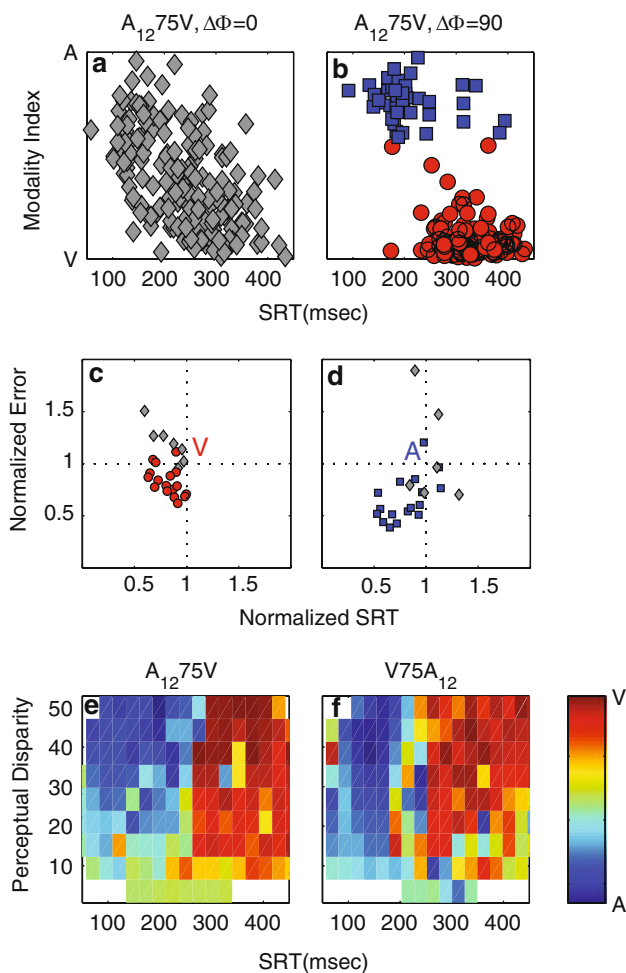 A₁₂75V, ΔΦ=0
A₁₂75V, ΔΦ=90
a
b
A
Modality Index
V
100 200 300 400
100 200 300 400
SRT(msec)
c
d
1.5
V
A
Normalized Error
1
0.5
0.5 1 1.5
0.5 1 1.5
Normalized SRT
A₁₂75V
V75A₁₂
e
f
V
50
40
Perceptual Disparity
30
20
10
A
100 200 300 400
100 200 300 400
SRT(msec)